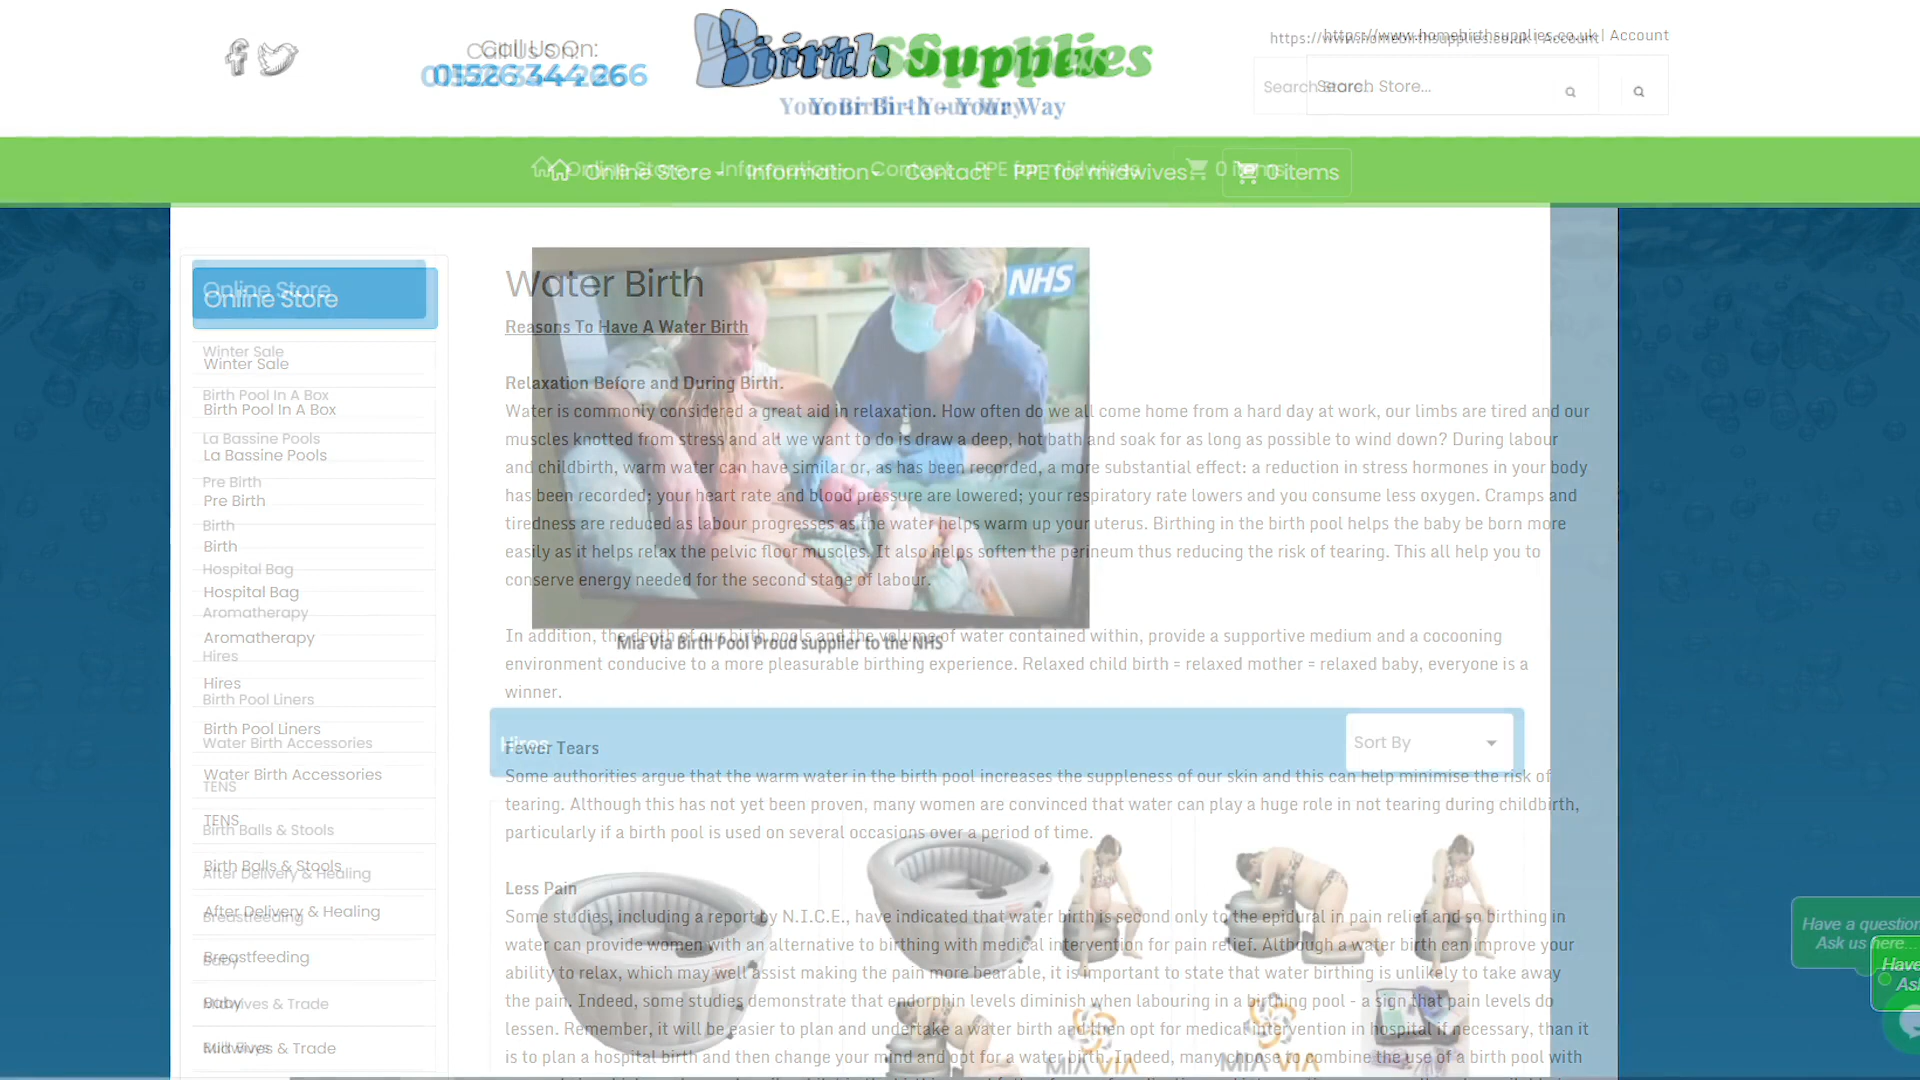 Call Us On:
01526 344 266
Birth Supplies
Your Birth - Your Way
https://www.homebirthsupplies.co.uk | Account
Search Store...
Online Store
Information
Contact
PPE for midwives
0 items
Online Store
Winter Sale
Birth Pool In A Box
La Bassine Pools
Pre Birth
Birth
Hospital Bag
Aromatherapy
Hires
Birth Pool Liners
Water Birth Accessories
TENS
Birth Balls & Stools
After Delivery & Healing
Breastfeeding
Baby
Midwives & Trade
NHS
Water Birth
Reasons To Have A Water Birth
Relaxation Before and During Birth.
Water is commonly considered a great aid in relaxation. How often do we all come home from a hard day at work, our limbs are tired and our
muscles knotted from stress and all we want to do is draw a deep, hot bath and soak for as long as possible to wind down? During labour
and childbirth, warm water can have similar or, as has been recorded, a more substantial effect: a reduction in stress hormones in your body
has been recorded; your heart rate and blood pressure are lowered; your respiratory rate lowers and you consume less oxygen. Cramps and
tiredness are reduced as labour progresses as the water helps warm up your uterus. Birthing in the birth pool helps the baby be born more
easily as it helps relax the pelvic floor muscles. It also helps soften the perineum thus reducing the risk of tearing. This all help you to
conserve energy needed for the second stage of labour.
In addition, the depth of our birth pools and the volume of water contained within, provide a supportive medium and a cocooning
Mia Via Birth Pool Proud supplier to the NHS
environment conducive to a more pleasurable birthing experience. Relaxed child birth = relaxed mother = relaxed baby, everyone is a
winner.
Hires
Sort By
Fewer Tears
Some authorities argue that the warm water in the birth pool increases the suppleness of our skin and this can help minimise the risk of
tearing. Although this has not yet been proven, many women are convinced that water can play a huge role in not tearing during childbirth,
particularly if a birth pool is used on several occasions over a period of time.
Less Pain
Some studies, including a report by N.I.C.E., have indicated that water birth is second only to the epidural in pain relief and so birthing in
water can provide women with an alternative to birthing with medical intervention for pain relief. Although a water birth can improve your
ability to relax, which may well assist making the pain more bearable, it is important to state that water birthing is unlikely to take away
the pain. Indeed, some studies demonstrate that endorphin levels diminish when labouring in a birthing pool - a sign that pain levels do
lessen. Remember, it will be easier to plan and undertake a water birth and then opt for medical intervention in hospital if necessary, than it
is to plan a hospital birth and then change your mind and opt for a water birth. Indeed, many choose to combine the use of a birth pool with
MIA VIA
MIA VIA
Have a question
Ask us here...